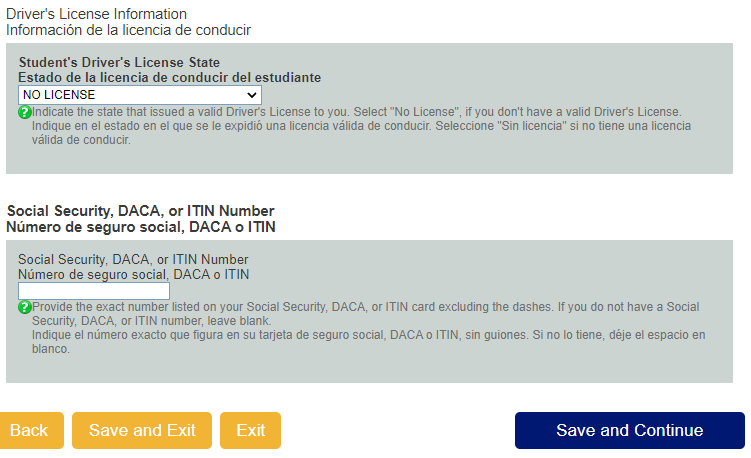 Driver's License Information
Información de la licencia de conducir
Student's Driver's License State
Estado de la licencia de conducir del estudiante
NO LICENSE
Indicate the state that issued a valid Driver's License to you. Select "No License", if you don't have a valid Driver's License.
Indique en el estado en el que se le expidió una licencia válida de conducir. Seleccione "Sin licencia" si no tiene una licencia
válida de conducir.
Social Security, DACA, or ITIN Number
Número de seguro social, DACA o ITIN
Social Security, DACA, or ITIN Number
Número de seguro social, DACA o ITIN
Provide the exact number listed on your Social Security, DACA, or ITIN card excluding the dashes. If you do not have a Social
Security, DACA, or ITIN number, leave blank.
Indique el número exacto que figura en su tarjeta de seguro social, DACA o ITIN, sin guiones. Si no lo tiene, déje el espacio en
blanco.
Back
Save and Exit
Exit
Save and Continue